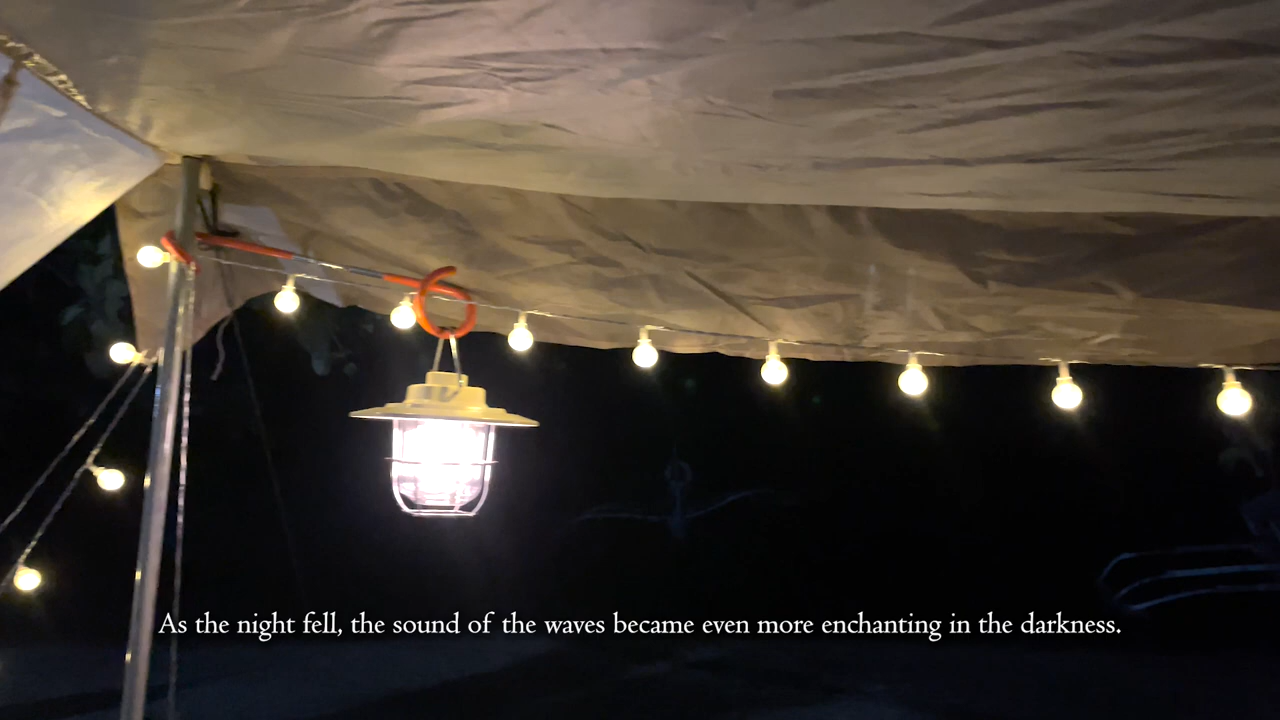 As the night fell, the sound of the waves became even more enchanting in the darkness.